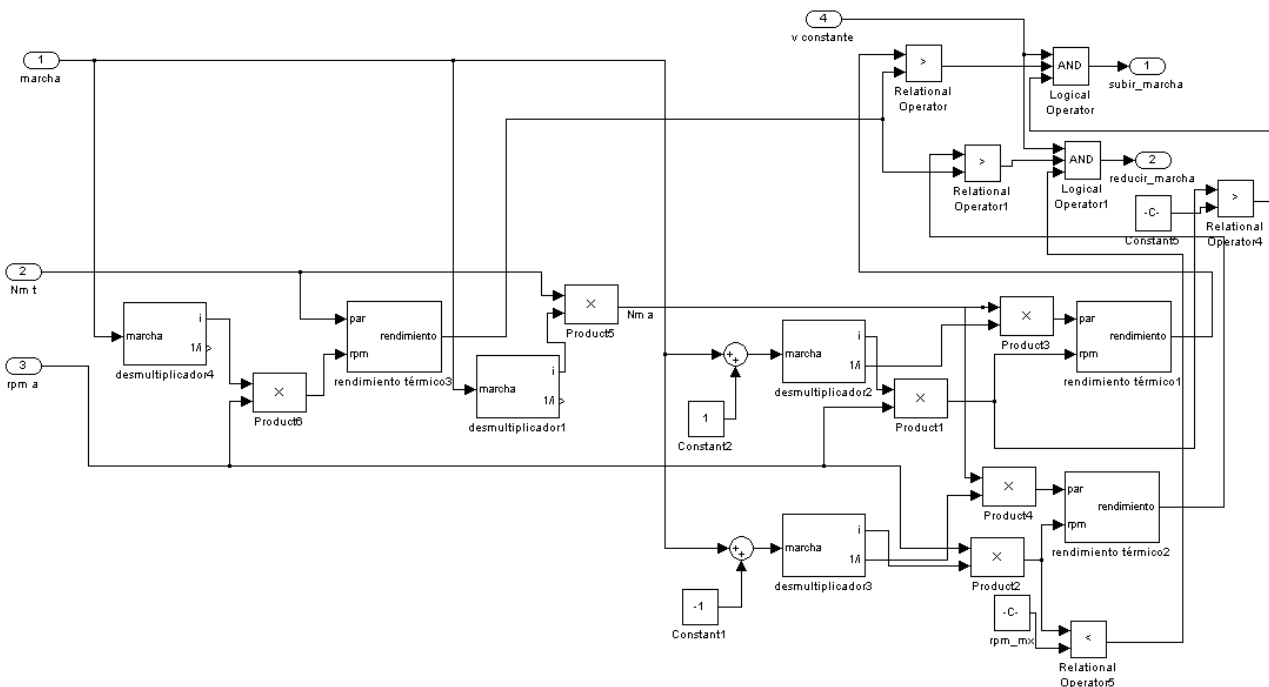 4
v constante
1
marcha
>
Relational
Operator
AND
Logical
Operator
1
subir_marcha
>
Relational
Operator1
AND
Logical
Operator1
2
reducir_marcha
-C-
Constant5
>
Relational
Operator4
2
Nm t
marcha
i
1/i
desmultiplicador4
3
rpm a
×
Product6
par
rpm
rendimiento
rendimiento térmico3
marcha
i
1/i
desmultiplicador1
×
Product5
Nm a
+
+
1
Constant2
marcha
i
1/i
desmultiplicador2
×
Product3
×
Product1
par
rpm
rendimiento
rendimiento térmico1
×
Product4
par
rpm
rendimiento
rendimiento térmico2
+
+
-1
Constant1
marcha
i
1/i
desmultiplicador3
×
Product2
-C-
rpm_mx
<
Relational
Operator5